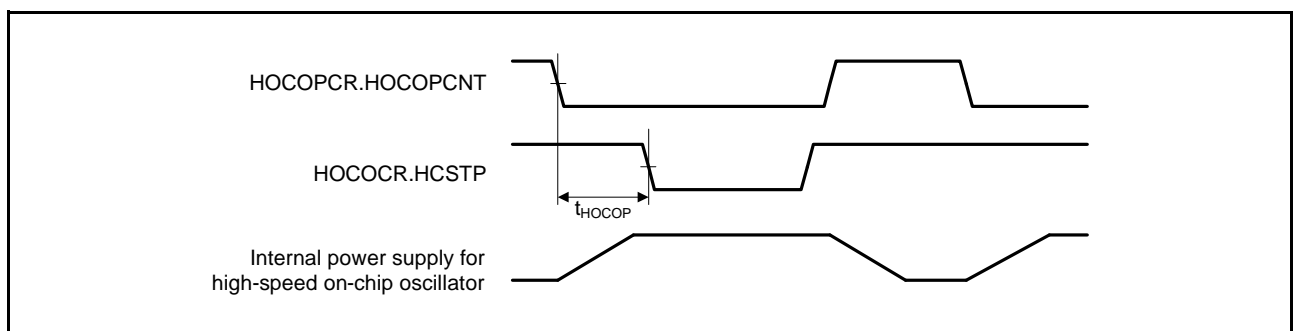 HOCOPCR.HOCOPCNT
HOCOCR.HCSTP
tHOCOP
Internal power supply for
high-speed on-chip oscillator